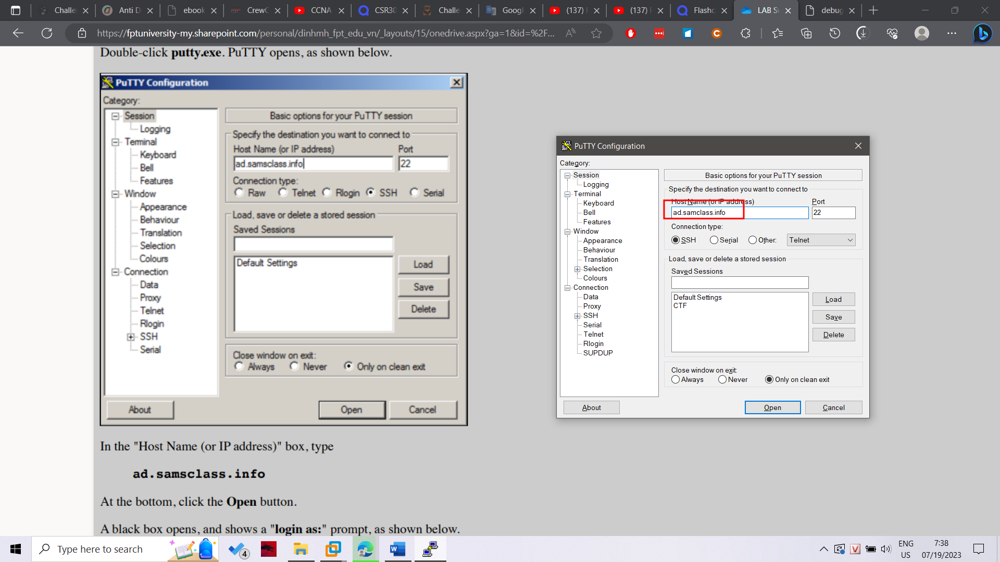 Challe
Anti D
ebook
CrewC
CCNA
CSR30
Challe
Googl
(137)
(137)
Flashc
LAB S
debug
https://fptuniversity-my.sharepoint.com/personal/dinhmh_fpt_edu_vn/_layouts/15/onedrive.aspx?ga=1&id=%2F...
Double-click putty.exe. PuTTY opens, as shown below.
PuTTY Configuration
Category:
Session
Logging
Terminal
Keyboard
Bell
Features
Window
Appearance
Behaviour
Translation
Selection
Colours
Connection
Data
Proxy
Telnet
Rlogin
SSH
Serial
Basic options for your PuTTY session
Specify the destination you want to connect to
Host Name (or IP address) Port
ad.samsclass.info 22
Connection type:
Raw Telnet Rlogin SSH Serial
Load, save or delete a stored session
Saved Sessions
Default Settings
Load
Save
Delete
Close window on exit:
Always Never Only on clean exit
About Open Cancel
PuTTY Configuration
Category:
Session
Logging
Terminal
Keyboard
Bell
Features
Window
Appearance
Behaviour
Translation
Selection
Colours
Connection
Data
Proxy
SSH
Serial
Telnet
Rlogin
SUPDUP
Basic options for your PuTTY session
Specify the destination you want to connect to
Host Name (or IP address) Port
ad.samclass.info 22
Connection type:
SSH Serial Other: Telnet
Load, save or delete a stored session
Saved Sessions
Default Settings
CTF
Load
Save
Delete
Close window on exit:
Always Never Only on clean exit
About Open Cancel
In the "Host Name (or IP address)" box, type
ad.samsclass.info
At the bottom, click the Open button.
A black box opens, and shows a "login as:" prompt, as shown below.
Type here to search
4
ENG
US
7:38
07/19/2023